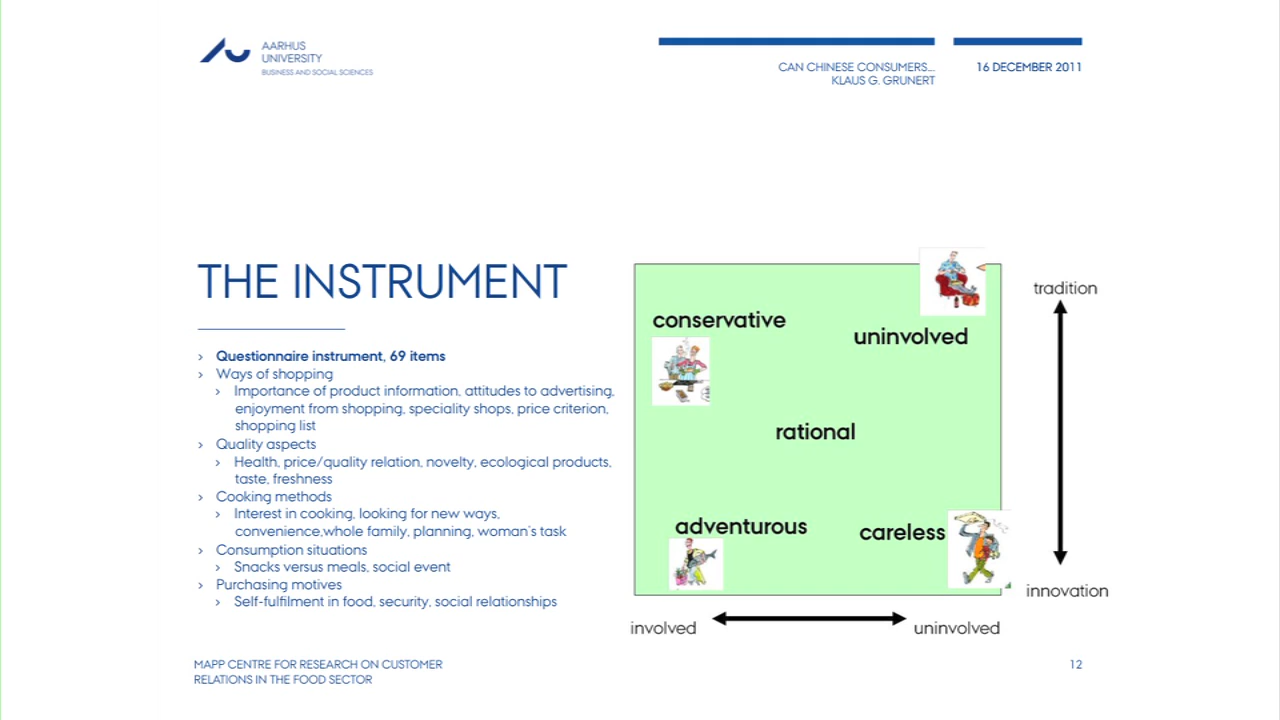 AARHUS
UNIVERSITY
BUSINESS AND SOCIAL SCIENCES
CAN CHINESE CONSUMERS...
KLAUS G. GRUNERT
16 DECEMBER 2011
THE INSTRUMENT
› Questionnaire instrument, 69 items
› Ways of shopping
› Importance of product information, attitudes to advertising,
enjoyment from shopping, speciality shops, price criterion,
shopping list
› Quality aspects
› Health, price/quality relation, novelty, ecological products,
taste, freshness
› Cooking methods
› Interest in cooking, looking for new ways,
convenience,whole family, planning, woman's task
› Consumption situations
› Snacks versus meals, social event
› Purchasing motives
› Self-fulfilment in food, security, social relationships
conservative
uninvolved
rational
adventurous
careless
tradition
innovation
involved
uninvolved
MAPP CENTRE FOR RESEARCH ON CUSTOMER
RELATIONS IN THE FOOD SECTOR
12